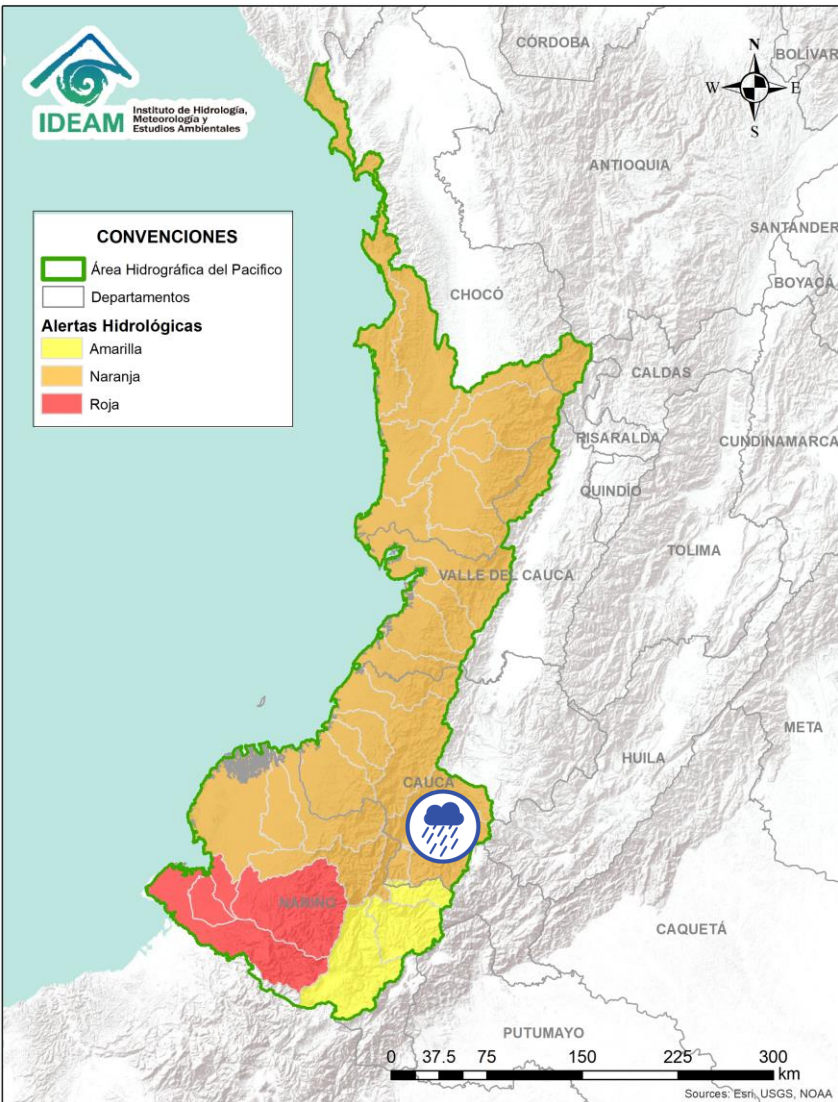 IDEAM
Instituto de Hidrología,
Meteorología y
Estudios Ambientales
CONVENCIONES
Área Hidrográfica del Pacifico
Departamentos
Alertas Hidrológicas
Amarilla
Naranja
Roja
N
W
E
S
CÓRDOBA
BOLÍVAR
ANTIOQUIA
SANTANDER
BOYACÁ
CHOCÓ
CALDAS
RISARALDA
CUNDINAMARCA
QUINDÍO
TOLIMA
VALLE DEL CAUCA
META
HUILA
CAUCA
NARIÑO
CAQUETÁ
PUTUMAYO
0 37.5 75 150 225 300
km
Sources: Esri, USGS, NOAA